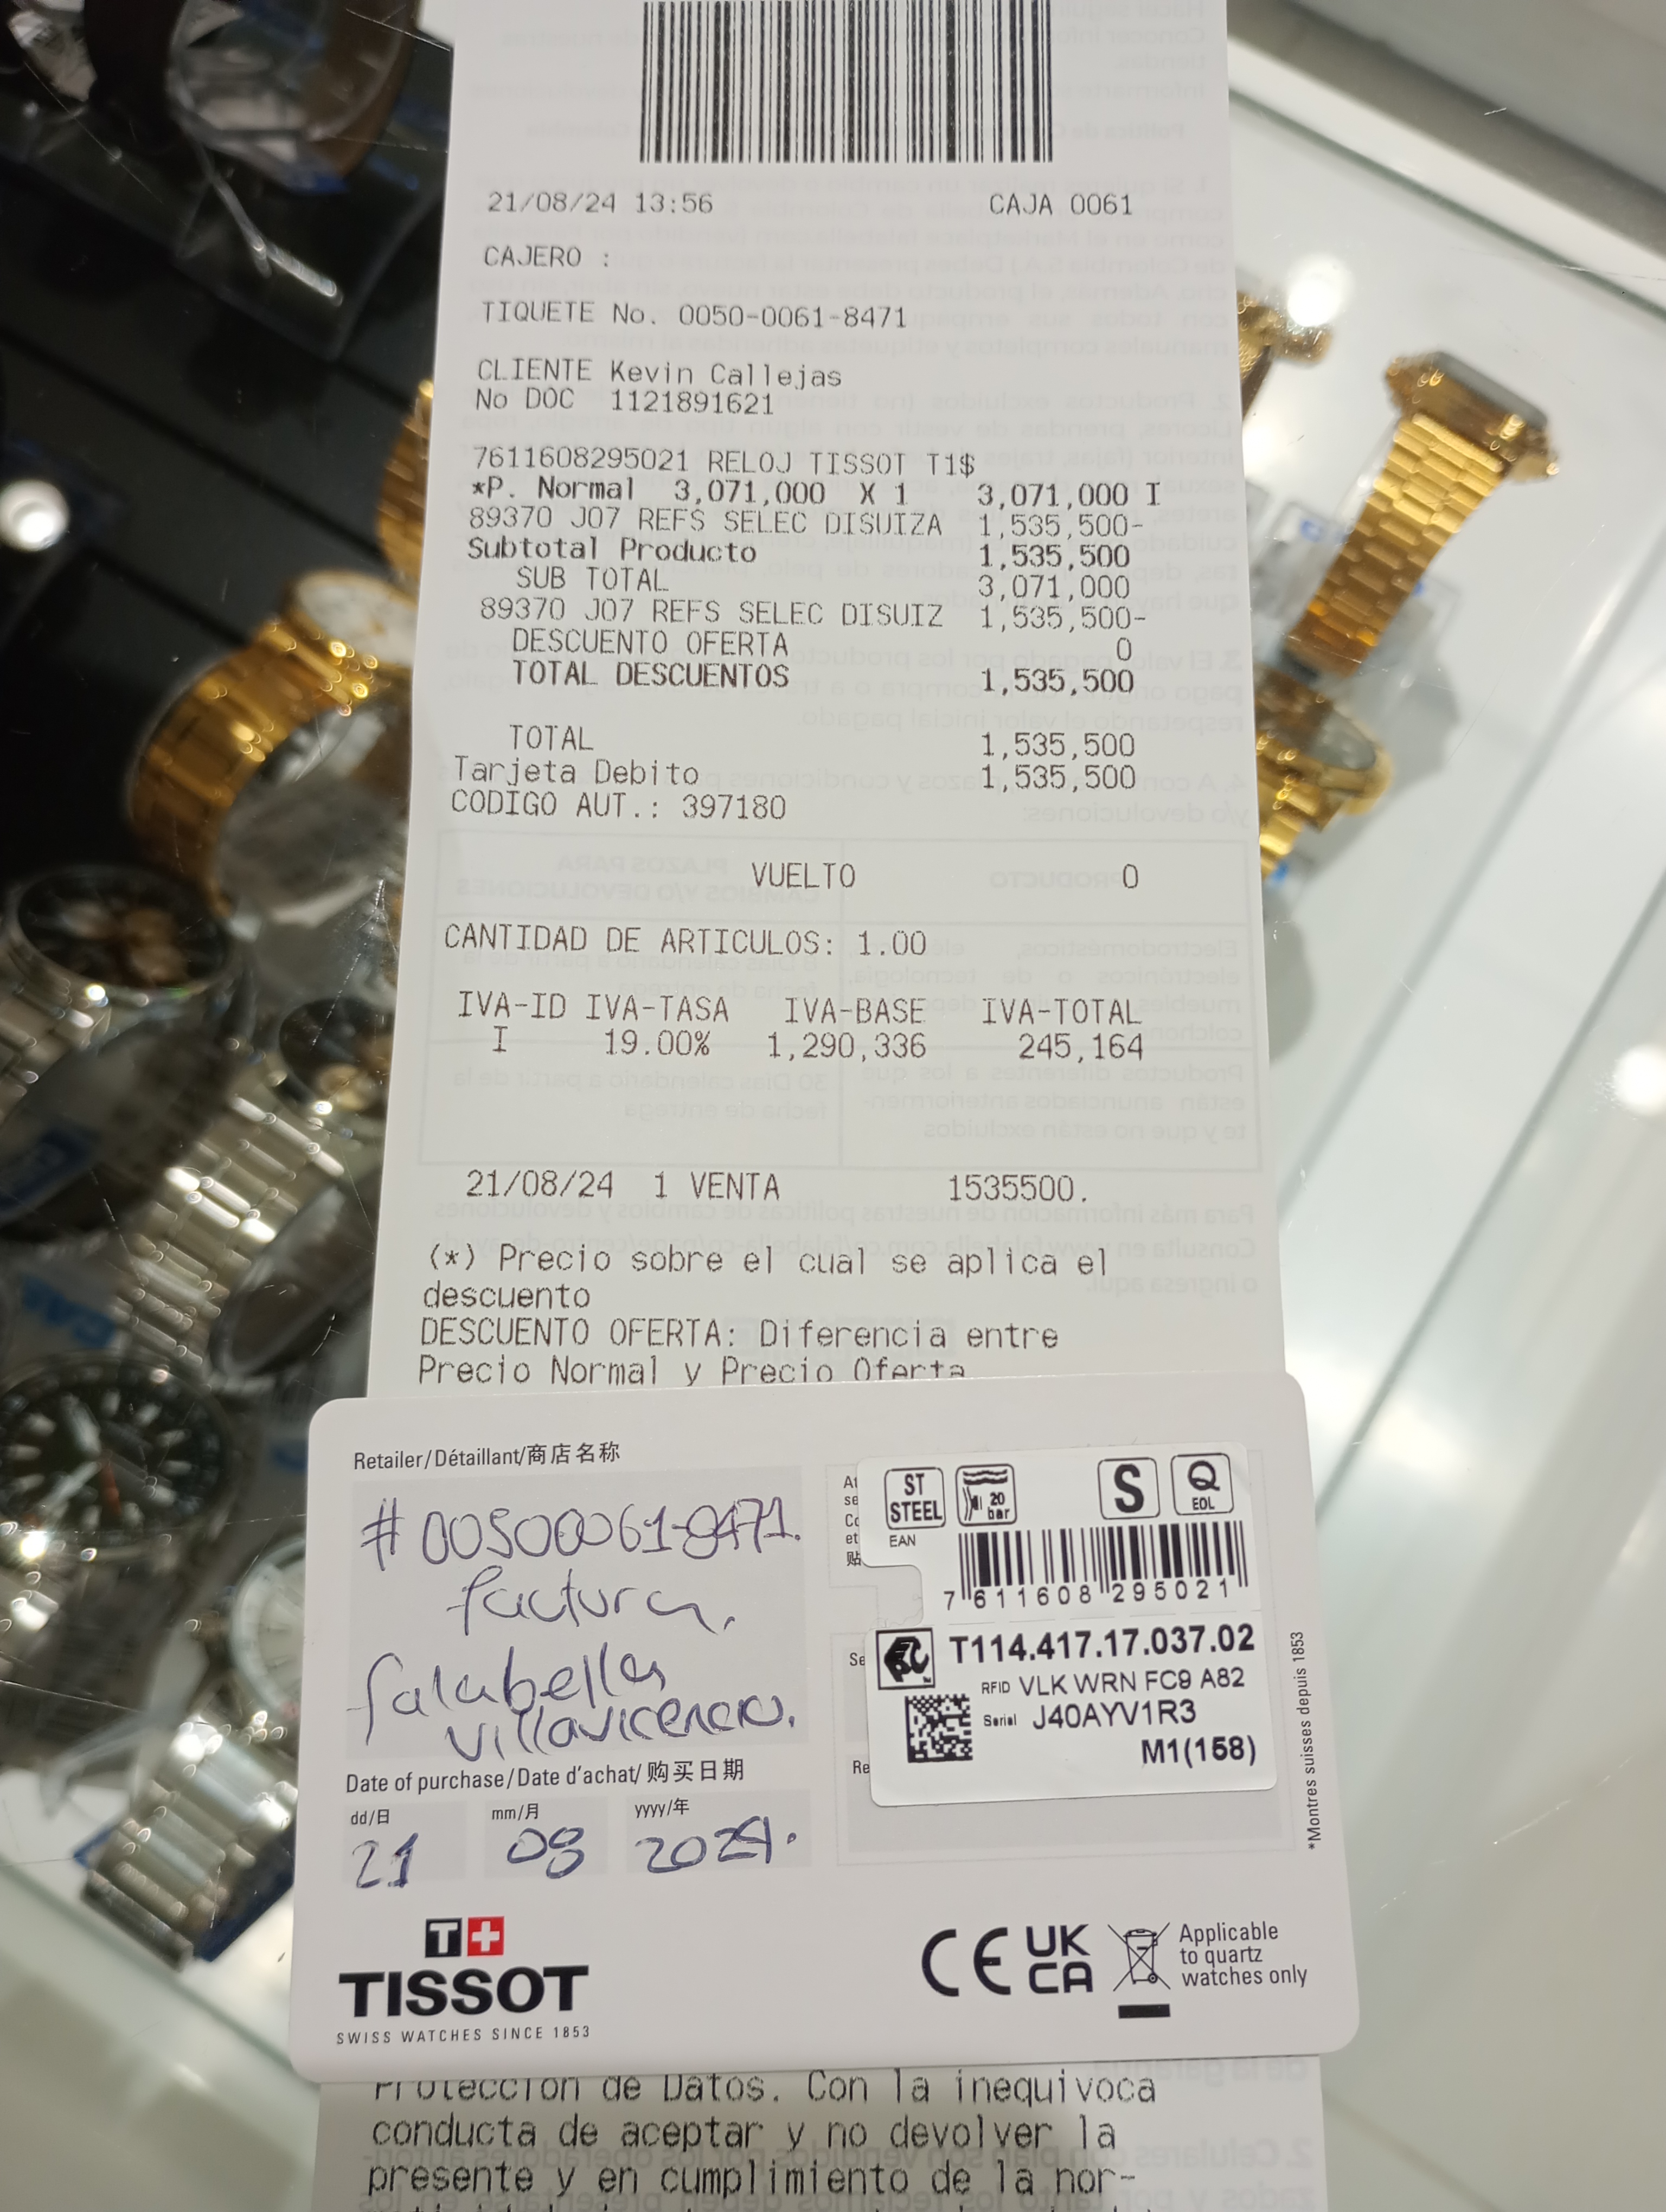 21/08/24 13:56 CAJA 0061
CAJERO :
TIQUETE No. 0050-0061-8471
CLIENTE Kevin Callejas
No DOC 1121891621
7611608295021 RELOJ TISSOT T1$
*P. Normal 3,071,000 X 1 3,071,000 I
89370 J07 REFS SELEC DISUIZA 1,535,500-
Subtotal Producto 1,535,500
SUB TOTAL 3,071,000
89370 J07 REFS SELEC DISUIZ 1,535,500-
DESCUENTO OFERTA 0
TOTAL DESCUENTOS 1,535,500
TOTAL 1,535,500
Tarjeta Debito 1,535,500
CODIGO AUT.: 397180
VUELTO 0
CANTIDAD DE ARTICULOS: 1.00
IVA-ID IVA-TASA IVA-BASE IVA-TOTAL
I 19.00% 1,290,336 245,164
21/08/24 1 VENTA 1535500.
(*) Precio sobre el cual se aplica el
descuento
DESCUENTO OFERTA: Diferencia entre
Precio Normal y Precio Oferta
Retailer/Détaillant/商店名称
#00500061-8471.
factura.
falabella
villavicencio.
Date of purchase/Date d'achat/购买日期
dd/日 mm/月 yyyy/年
21 08 2024.
T+
TISSOT
SWISS WATCHES SINCE 1853
ST STEEL
20 bar
S
Q EOL
EAN
7 611608 295021
T114.417.17.037.02
RFID VLK WRN FC9 A82
Serial J40AYV1R3
M1(158)
*Montres suisses depuis 1853
CE UK CA
Applicable
to quartz
watches only
Protección de Datos. Con la inequivoca
conducta de aceptar y no devolver la
presente y en cumplimiento de la nor-